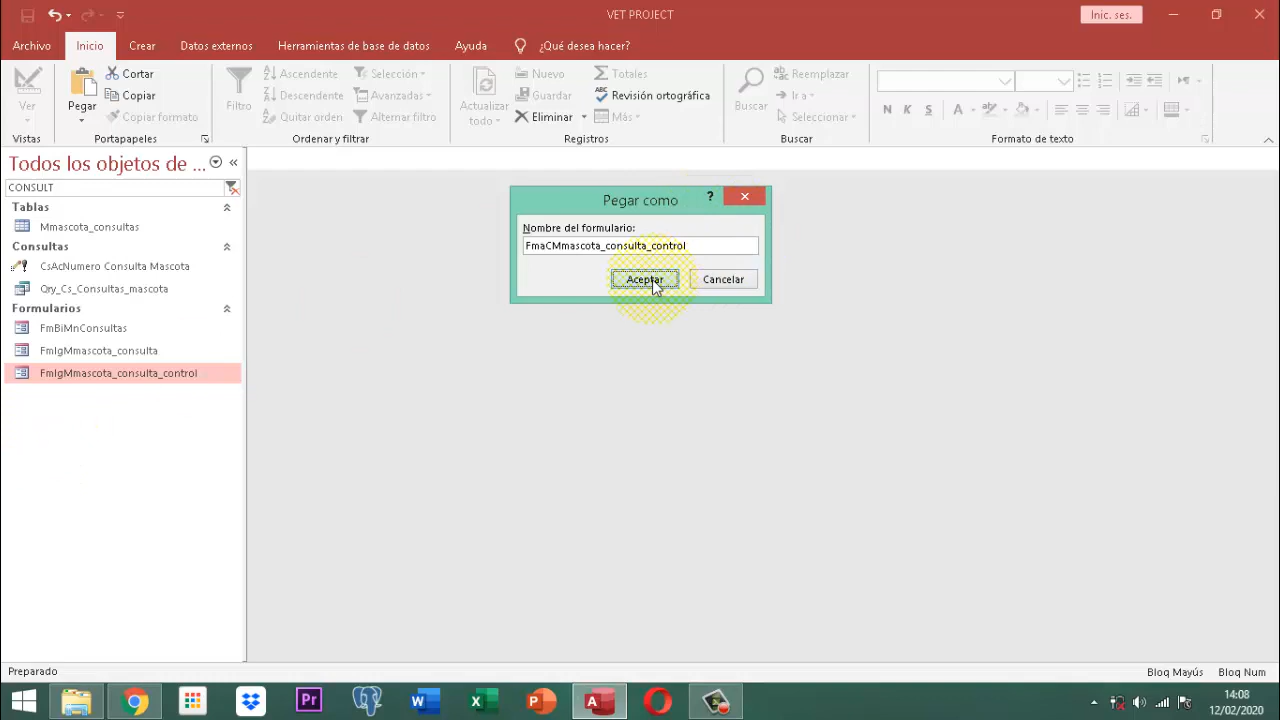 VET PROJECT
Inic. ses.
Archivo Inicio Crear Datos externos Herramientas de base de datos Ayuda ¿Qué desea hacer?
Ver
Pegar
Cortar
Copiar
Copiar formato
Filtro
Ascendente
Descendente
Quitar orden
Selección
Avanzadas
Alternar Filtro
Actualizar todo
Nuevo
Guardar
Eliminar
Totales
Revisión ortográfica
Más
Buscar
Reemplazar
Ir a
Seleccionar
N K S A
Vistas Portapapeles Ordenar y filtrar Registros Buscar Formato de texto
Todos los objetos de ...
CONSULT
Tablas
Mmascota_consultas
Consultas
CsAcNumero Consulta Mascota
Qry_Cs_Consultas_mascota
Formularios
FmBiMnConsultas
FmIgMmascota_consulta
FmIgMmascota_consulta_control
Pegar como
?
Nombre del formulario:
FmaCMmascota_consulta_control
Aceptar Cancelar
Preparado
Bloq Mayús Bloq Num
Pr
14:08
12/02/2020